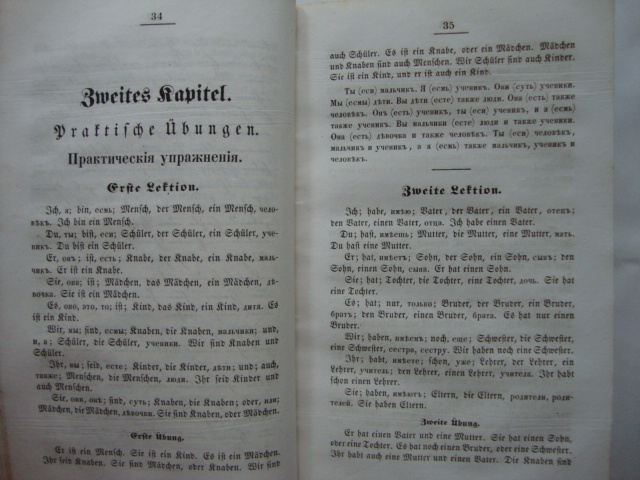 34
Zweites Kapitel.
Praktische Übungen.
Практическія упражненія.
Erste Lektion.
Ich, я; bin, есмь; Mensch, der Mensch, ein Mensch, чело-
вѣкъ. Ich bin ein Mensch.
Du, ты; bist, еси; Schüler, der Schüler, ein Schüler, уче-
никъ. Du bist ein Schüler.
Er, онъ; ist, есть; Knabe, der Knabe, ein Knabe, маль-
чикъ. Er ist ein Knabe.
Sie, она; ist; Mädchen, das Mädchen, ein Mädchen, дѣ-
вочка. Sie ist ein Mädchen.
Es, оно, это, то; ist; Kind, das Kind, ein Kind, дитя. Es
ist ein Kind.
Wir, мы; sind, есмы; Knaben, die Knaben, мальчики; und,
и, я; Schüler, die Schüler, ученики. Wir sind Knaben und
Schüler.
Ihr, вы; seid, есте; Kinder, die Kinder, дѣти; und; auch,
также; Menschen, die Menschen, люди. Ihr seid Kinder und
auch Menschen.
Sie, они, онѣ; sind, суть; Knaben, die Knaben; oder, или;
Mädchen, die Mädchen, дѣвочки. Sie sind Knaben, oder Mädchen.
Erste Übung.
Er ist ein Mensch. Sie ist ein Kind. Es ist ein Mädchen.
Ihr seid Knaben. Sie sind Mädchen, oder Knaben. Wir sind
35
auch Schüler. Es ist ein Knabe, oder ein Mädchen. Mädchen
und Knaben sind auch Menschen. Wir Schüler sind auch Kinder.
Sie ist ein Kind, und er ist auch ein Kind.
Ты (еси) мальчикъ. Я (есмь) ученикъ. Они (суть) ученики.
Мы (есмы) дѣти. Вы дѣти (есте) также люди. Она (есть) также
человѣкъ. Онъ (есть) ученикъ, ты (еси) ученикъ, и я (есмь)
также ученикъ. Вы мальчики (есте) люди и также ученики.
Она (есть) дѣвочка и также человѣкъ. Ты (еси) человѣкъ,
мальчикъ и ученикъ, а я (есмь) также мальчикъ, ученикъ и
человѣкъ.
Zweite Lektion.
Ich; habe, имѣю; Vater, der Vater, ein Vater, отецъ;
den Vater, einen Vater, отца. Ich habe einen Vater.
Du; hast, имѣешь; Mutter, die Mutter, eine Mutter, мать.
Du hast eine Mutter.
Er; hat, имѣетъ; Sohn, der Sohn, ein Sohn, сынъ; den
Sohn, einen Sohn, сына. Er hat einen Sohn.
Sie; hat; Tochter, die Tochter, eine Tochter, дочь. Sie hat
eine Tochter.
Es; hat; nur, только; Bruder, der Bruder, ein Bruder,
братъ; den Bruder, einen Bruder, брата. Es hat nur einen
Bruder.
Wir; haben, имѣемъ; noch, еще; Schwester, die Schwester,
eine Schwester, сестра, сестру. Wir haben noch eine Schwester.
Ihr; habt, имѣете; schon, уже; Lehrer, der Lehrer, ein
Lehrer, учитель; den Lehrer, einen Lehrer, учителя. Ihr habt
schon einen Lehrer.
Sie; haben, имѣютъ; Eltern, die Eltern, родители, роди-
телей. Sie haben Eltern.
Zweite Übung.
Er hat einen Vater und eine Mutter. Sie hat einen Sohn,
oder eine Tochter. Es hat noch einen Bruder, oder eine Schwester.
Ihr habt auch eine Mutter und einen Vater. Die Knaben sind